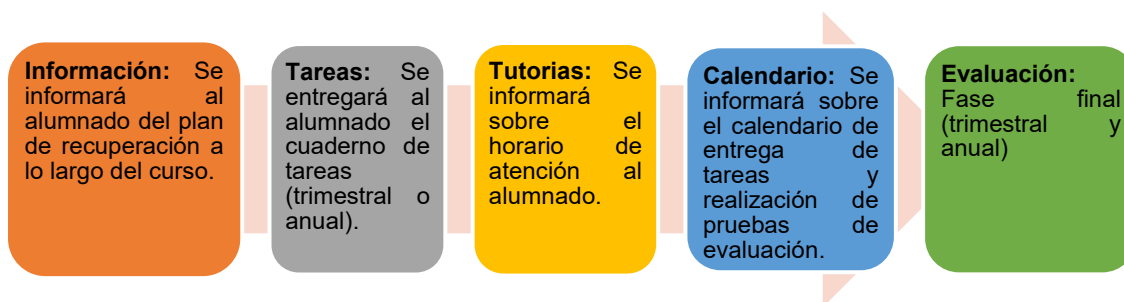 Información: Se
informará al
alumnado del plan
de recuperación a
lo largo del curso.
Tareas: Se
entregará al
alumnado el
cuaderno de
tareas
(trimestral o
anual).
Tutorias: Se
informará
sobre el
horario de
atención al
alumnado.
Calendario: Se
informará sobre
el calendario de
entrega de
tareas y
realización de
pruebas de
evaluación.
Evaluación:
Fase final
(trimestral y
anual)